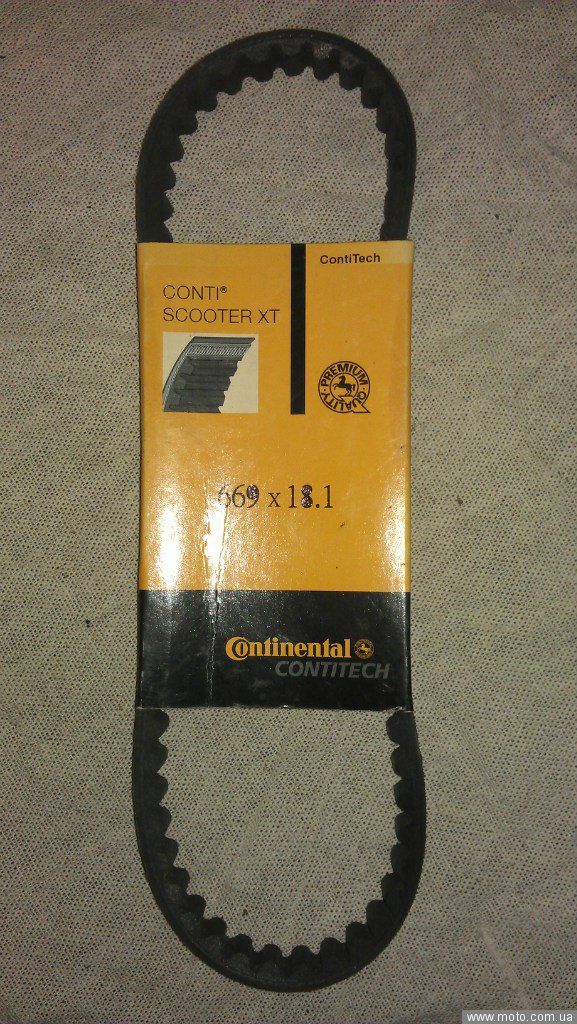 ContiTech
CONTI®
SCOOTER XT
PREMIUM QUALITY
669 x 18.1
Continental
CONTITECH
www.moto.com.ua